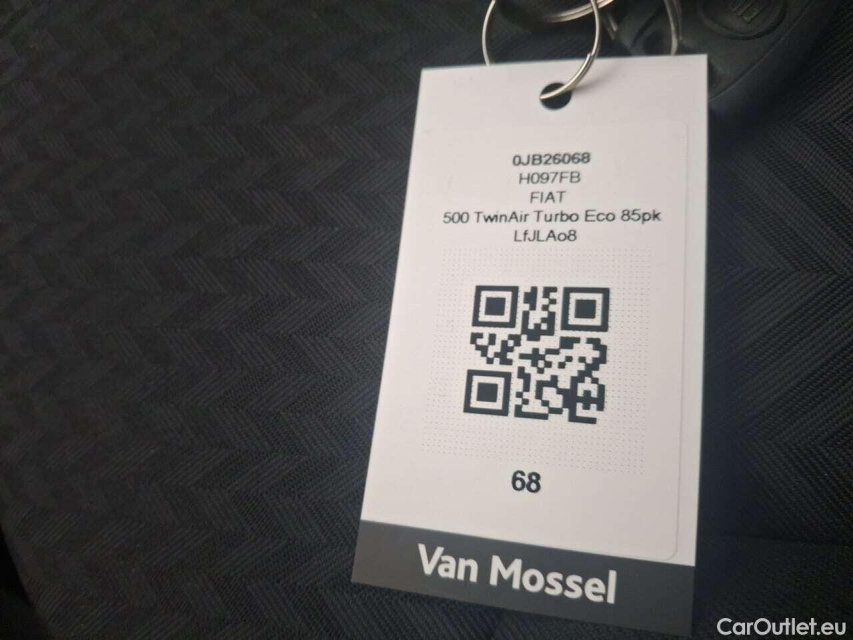 0JB26068
H097FB
FIAT
500 TwinAir Turbo Eco 85pk
LfJLAo8
68
Van Mossel
CarOutlet.eu